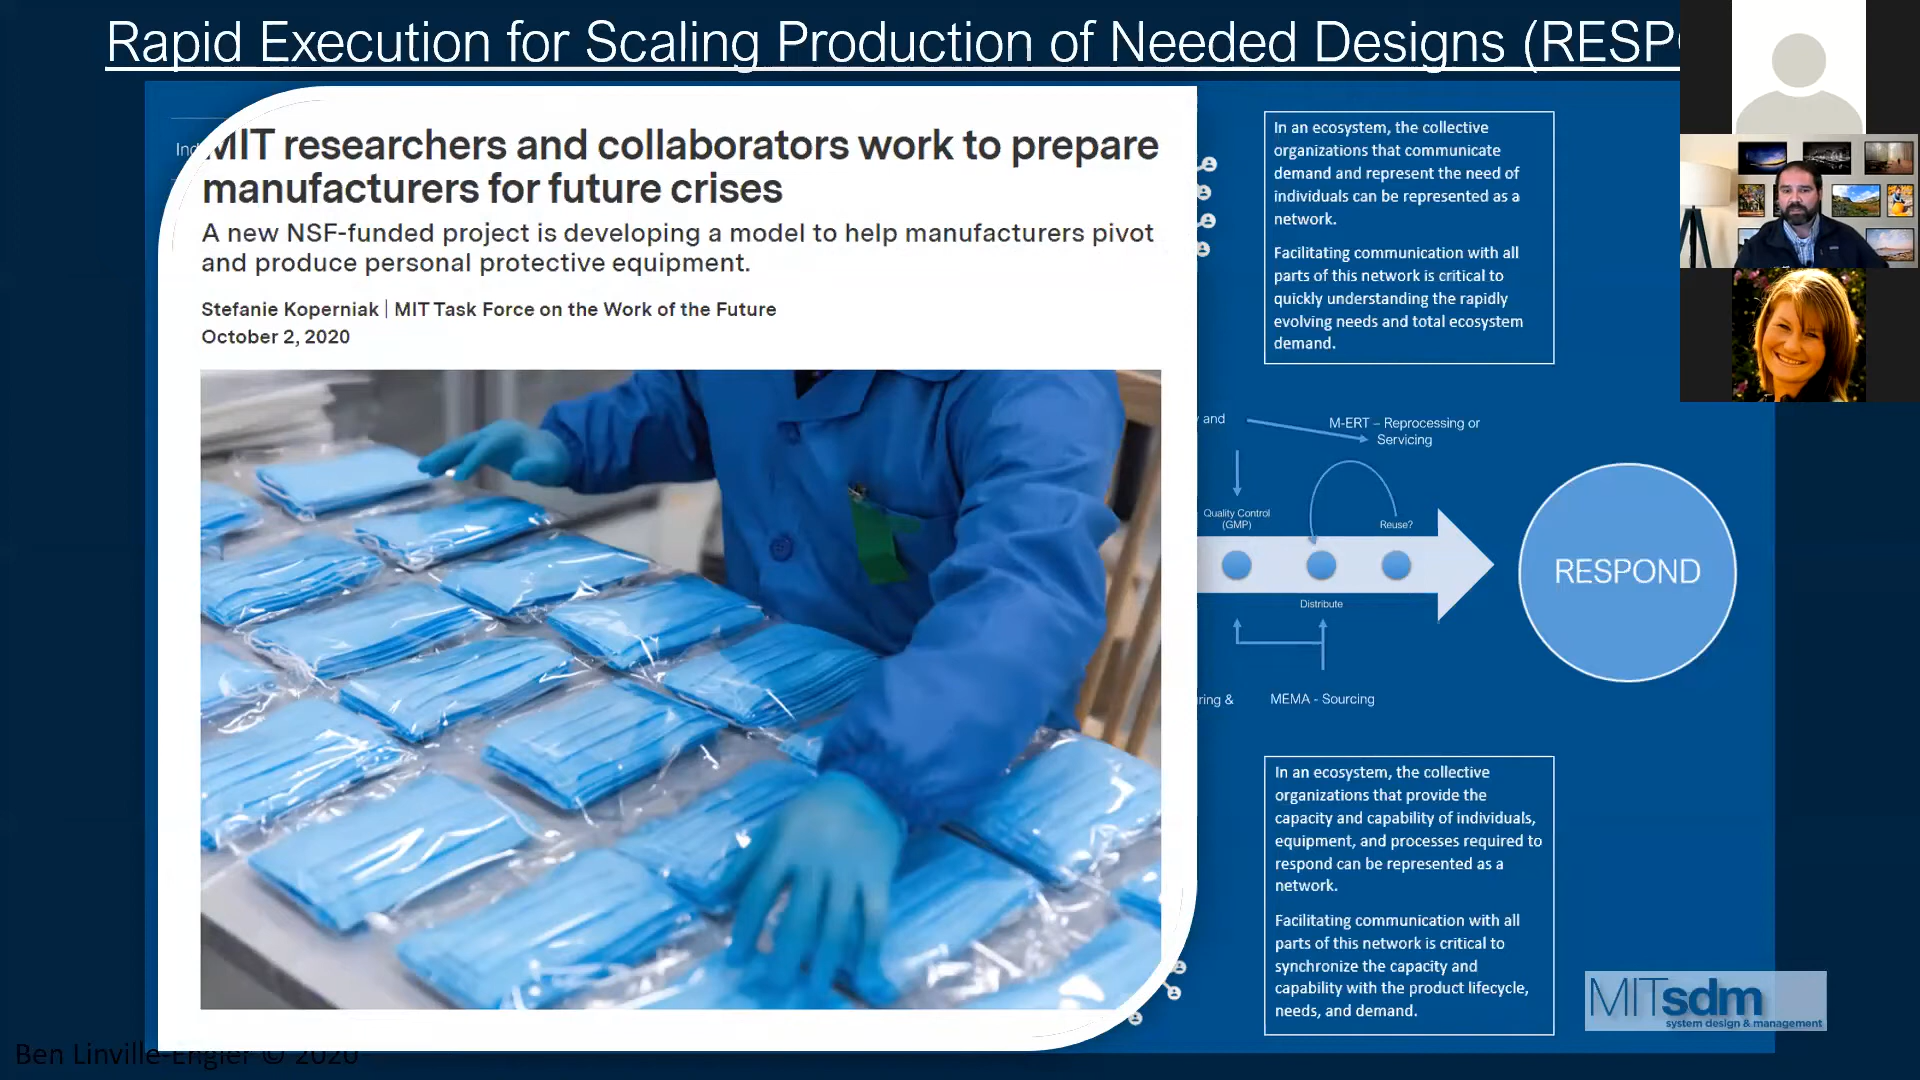 Rapid Execution for Scaling Production of Needed Designs (RESP
MIT researchers and collaborators work to prepare
manufacturers for future crises
A new NSF-funded project is developing a model to help manufacturers pivot
and produce personal protective equipment.
Stefanie Koperniak | MIT Task Force on the Work of the Future
October 2, 2020
In an ecosystem, the collective
organizations that communicate
demand and represent the need of
individuals can be represented as a
network.
Facilitating communication with all
parts of this network is critical to
quickly understanding the rapidly
evolving needs and total ecosystem
demand.
and
M-ERT – Reprocessing or
Servicing
Quality Control
(GMP)
Reuse?
Distribute
RESPOND
ring &
MEMA - Sourcing
In an ecosystem, the collective
organizations that provide the
capacity and capability of individuals,
equipment, and processes required to
respond can be represented as a
network.
Facilitating communication with all
parts of this network is critical to
synchronize the capacity and
capability with the product lifecycle,
needs, and demand.
MITsdm
system design & management
Ben Linville-Engler © 2020